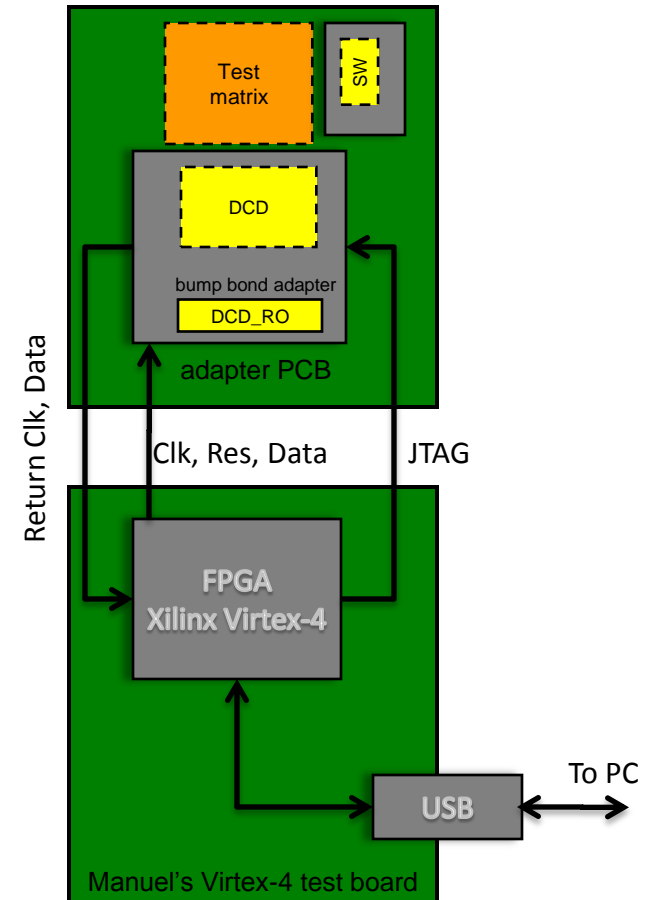 Test
matrix
SW
DCD
bump bond adapter
DCD_RO
adapter PCB
Return Clk, Data
Clk, Res, Data
JTAG
FPGA
Xilinx Virtex-4
To PC
USB
Manuel's Virtex-4 test board